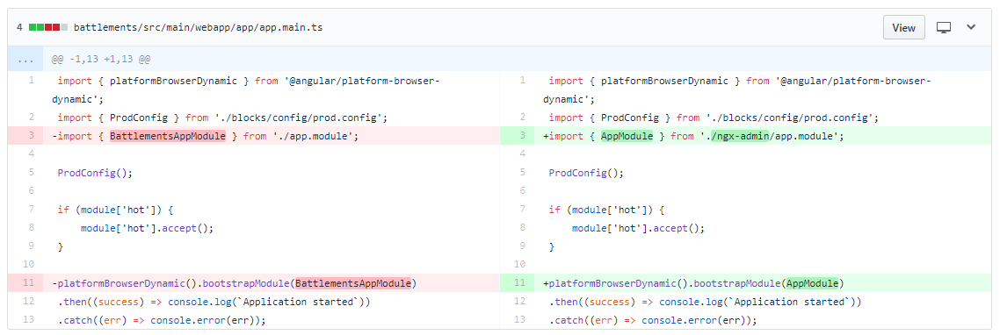 4 battlements/src/main/webapp/app/app.main.ts View
... @@ -1,13 +1,13 @@
1 import { platformBrowserDynamic } from '@angular/platform-browser-
dynamic';
2 import { ProdConfig } from './blocks/config/prod.config';
3 -import { BattlementsAppModule } from './app.module';
4
5 ProdConfig();
6
7 if (module['hot']) {
8 module['hot'].accept();
9 }
10
11 -platformBrowserDynamic().bootstrapModule(BattlementsAppModule)
12 .then((success) => console.log(`Application started`))
13 .catch((err) => console.error(err));
1 import { platformBrowserDynamic } from '@angular/platform-browser-
dynamic';
2 import { ProdConfig } from './blocks/config/prod.config';
3 +import { AppModule } from './ngx-admin/app.module';
4
5 ProdConfig();
6
7 if (module['hot']) {
8 module['hot'].accept();
9 }
10
11 +platformBrowserDynamic().bootstrapModule(AppModule)
12 .then((success) => console.log(`Application started`))
13 .catch((err) => console.error(err));